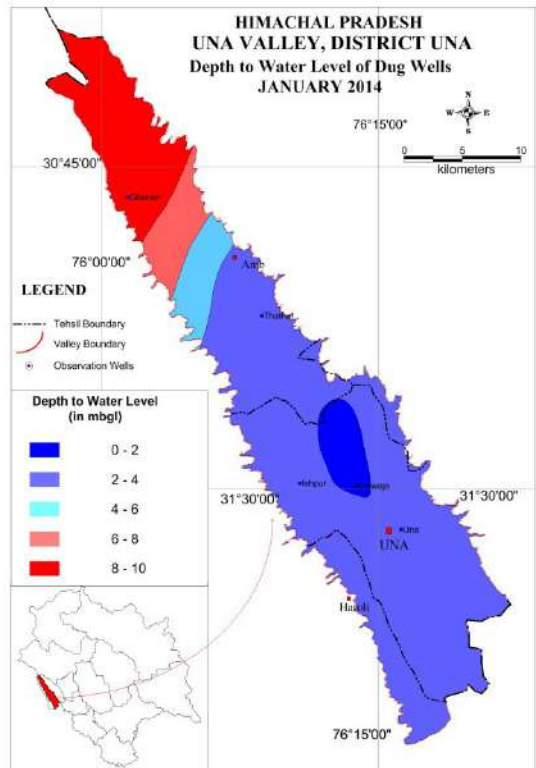 HIMACHAL PRADESH
UNA VALLEY, DISTRICT UNA
Depth to Water Level of Dug Wells
JANUARY 2014
N
W E
S
76°15'00"
0 5 10
kilometers
30°45'00"
76°00'00"
Amb
LEGEND
Tehsil Boundary
Valley Boundary
Observation Wells
Depth to Water Level
(in mbgl)
0 - 2
2 - 4
4 - 6
6 - 8
8 - 10
Ishpur
31°30'00"
31°30'00"
Una
UNA
Haroli
76°15'00"